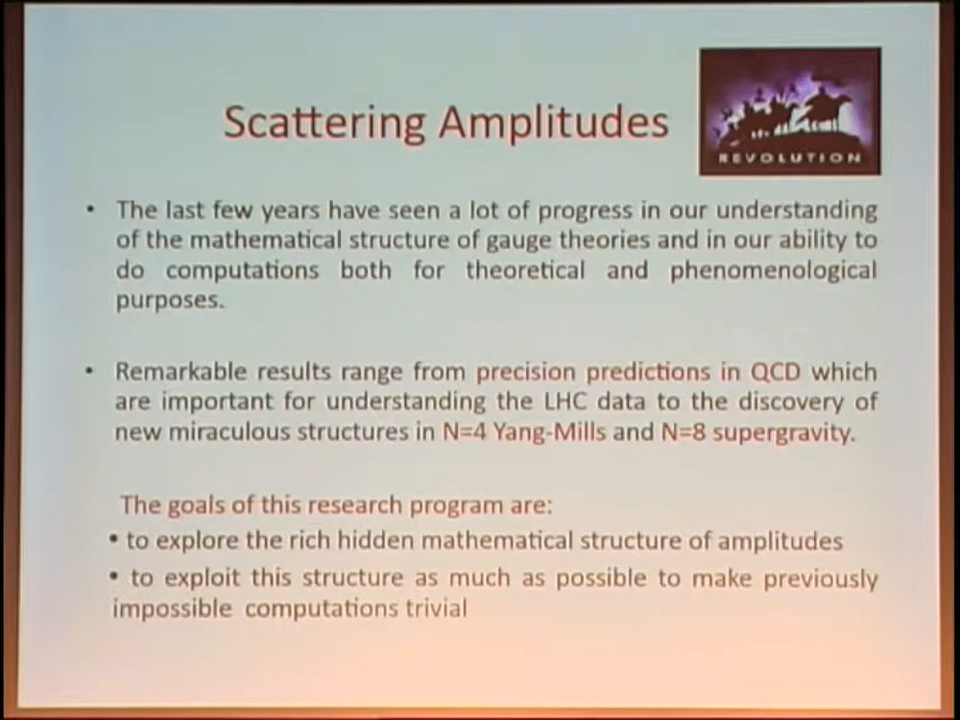 Scattering Amplitudes
REVOLUTION
• The last few years have seen a lot of progress in our understanding
of the mathematical structure of gauge theories and in our ability to
do computations both for theoretical and phenomenological
purposes.
• Remarkable results range from precision predictions in QCD which
are important for understanding the LHC data to the discovery of
new miraculous structures in N=4 Yang-Mills and N=8 supergravity.
The goals of this research program are:
• to explore the rich hidden mathematical structure of amplitudes
• to exploit this structure as much as possible to make previously
impossible computations trivial